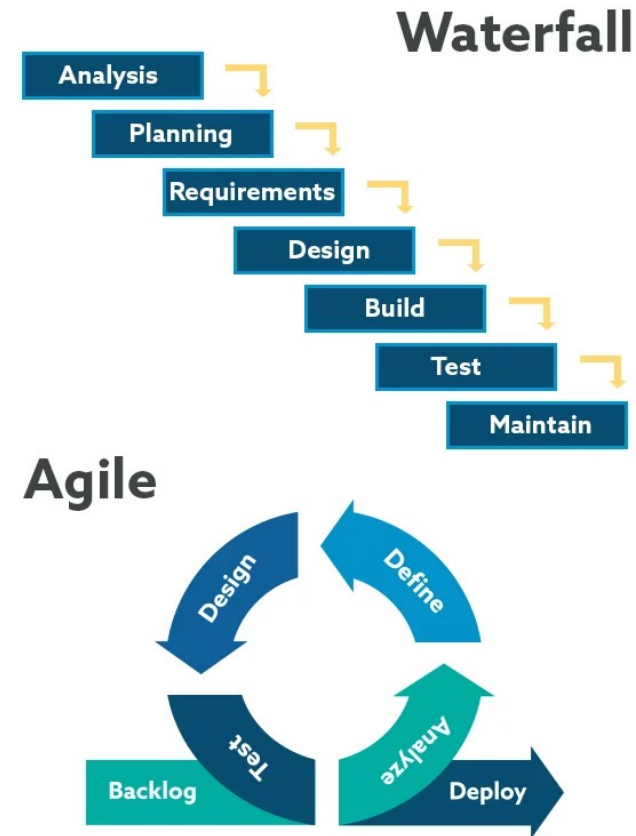 Waterfall
Analysis
Planning
Requirements
Design
Build
Test
Maintain
Agile
Design
Define
Test
Analyze
Backlog
Deploy